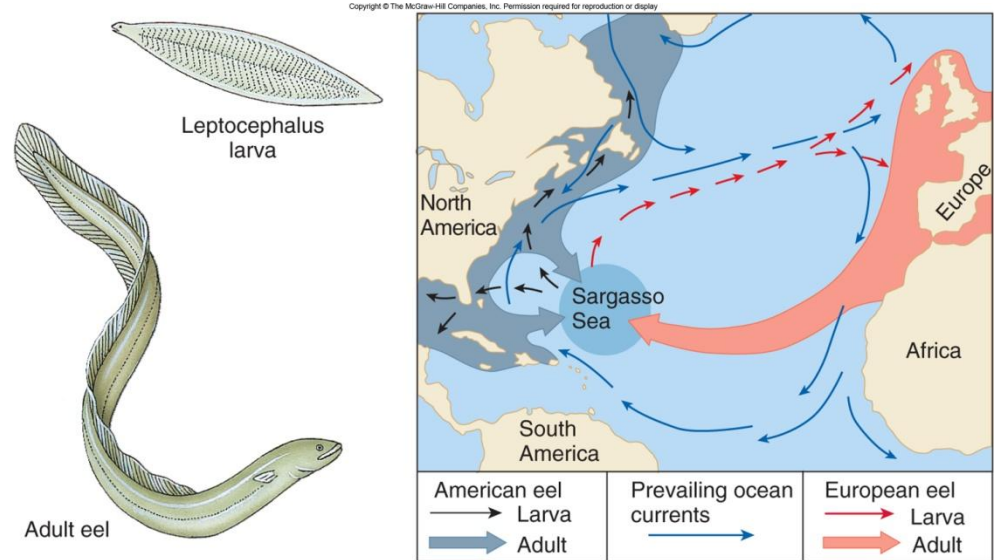 Copyright © The McGraw-Hill Companies, Inc. Permission required for reproduction or display
Leptocephalus
larva
Adult eel
North
America
Europe
Sargasso
Sea
Africa
South
America
American eel
Larva
Adult
Prevailing ocean
currents
European eel
Larva
Adult